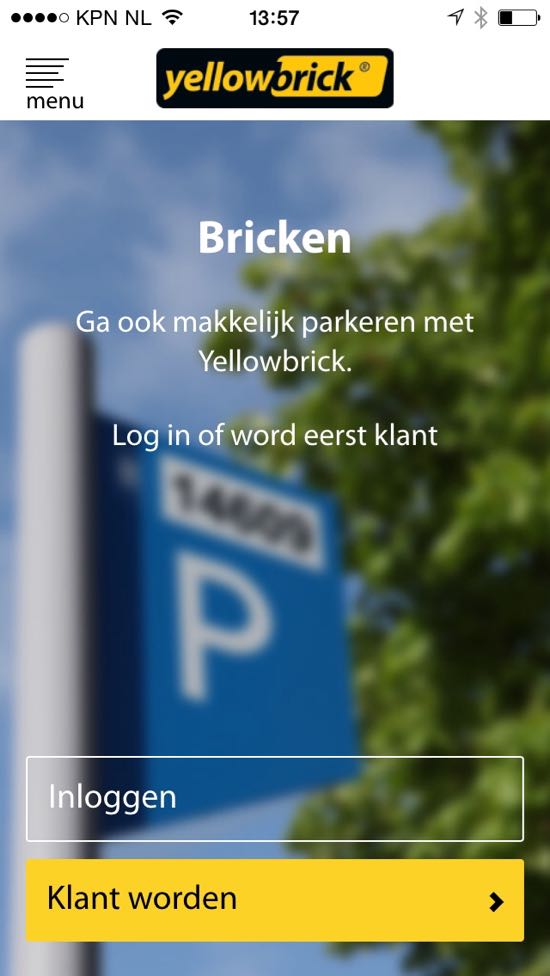 KPN NL 13:57
menu
yellowbrick®
Bricken
Ga ook makkelijk parkeren met
Yellowbrick.
Log in of word eerst klant
14609
P
Inloggen
Klant worden